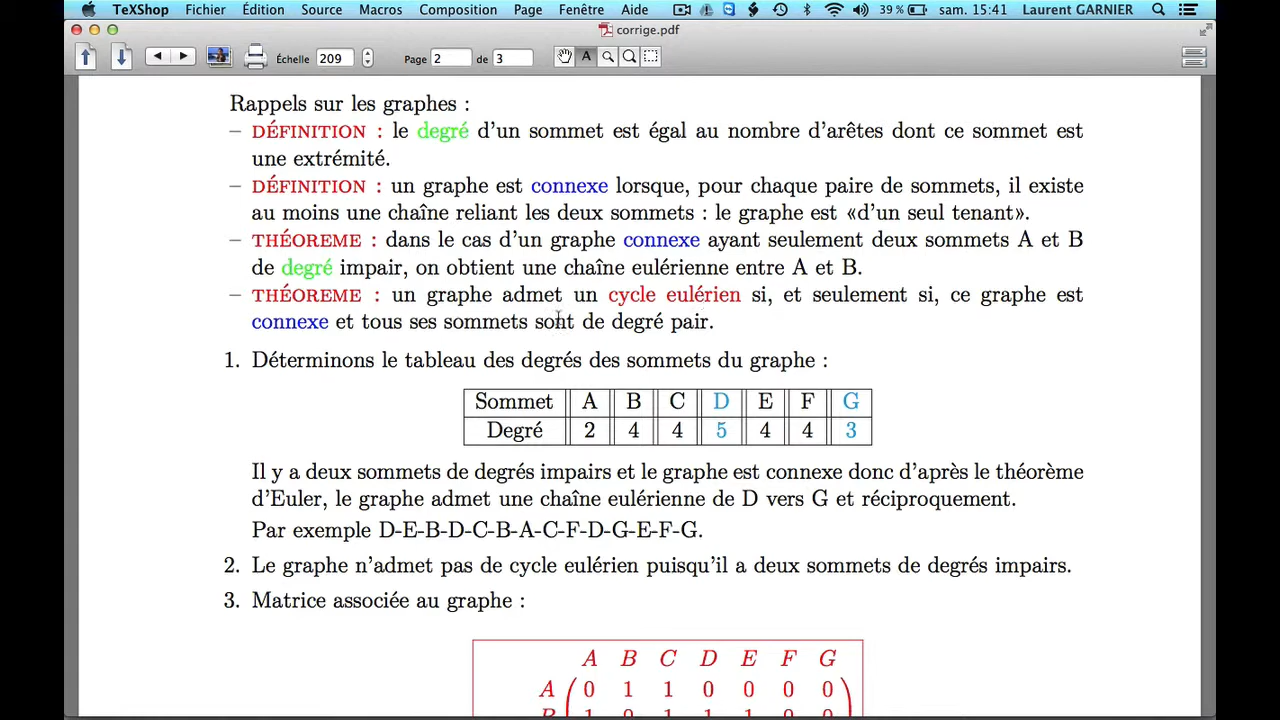 TeXShop Fichier Édition Source Macros Composition Page Fenêtre Aide 39 % sam. 15:41 Laurent GARNIER
corrige.pdf
Échelle 209 Page 2 de 3
Rappels sur les graphes :
– DÉFINITION : le degré d'un sommet est égal au nombre d'arêtes dont ce sommet est
une extrémité.
– DÉFINITION : un graphe est connexe lorsque, pour chaque paire de sommets, il existe
au moins une chaîne reliant les deux sommets : le graphe est «d'un seul tenant».
– THÉOREME : dans le cas d'un graphe connexe ayant seulement deux sommets A et B
de degré impair, on obtient une chaîne eulérienne entre A et B.
– THÉOREME : un graphe admet un cycle eulérien si, et seulement si, ce graphe est
connexe et tous ses sommets sont de degré pair.
1. Déterminons le tableau des degrés des sommets du graphe :
Sommet A B C D E F G
Degré 2 4 4 5 4 4 3
Il y a deux sommets de degrés impairs et le graphe est connexe donc d'après le théorème
d'Euler, le graphe admet une chaîne eulérienne de D vers G et réciproquement.
Par exemple D-E-B-D-C-B-A-C-F-D-G-E-F-G.
2. Le graphe n'admet pas de cycle eulérien puisqu'il a deux sommets de degrés impairs.
3. Matrice associée au graphe :
A B C D E F G
A 0 1 1 0 0 0 0